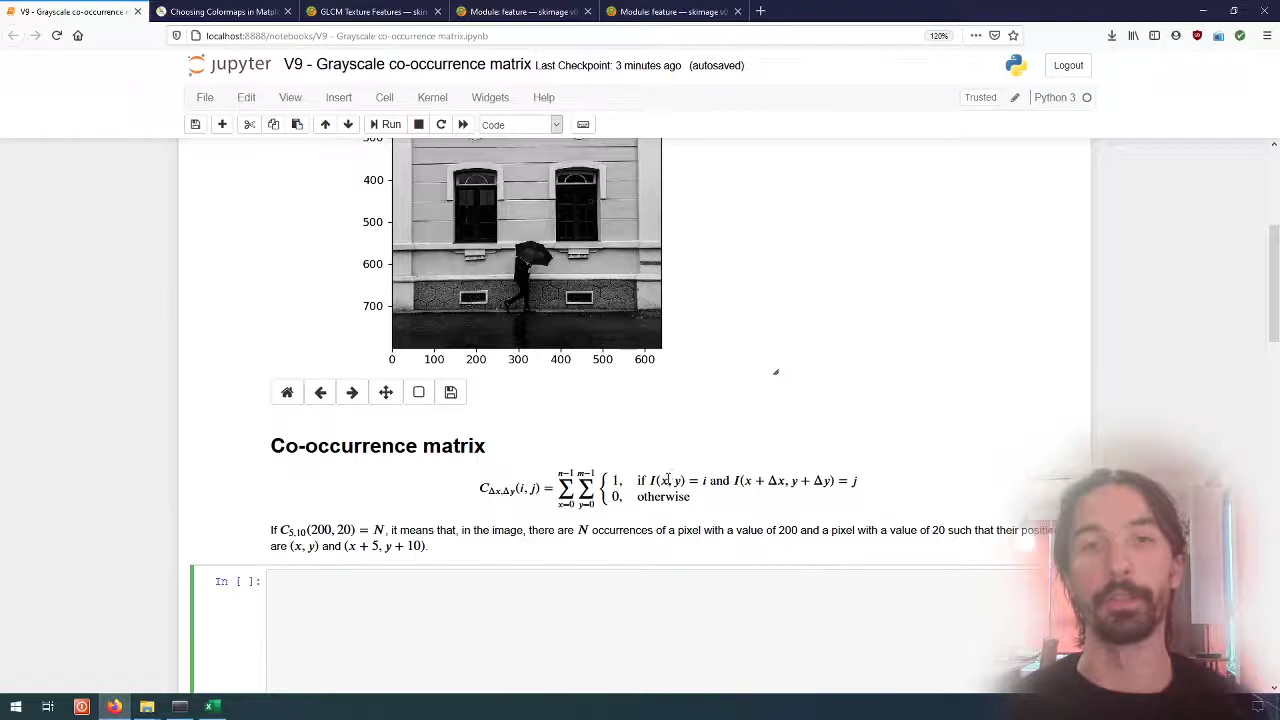 V9 - Grayscale co-occurrence m
Choosing Colormaps in Matpl
GLCM Texture Features — skin
Module: feature — skimage v0
Module: feature — skimage v0
localhost:8888/notebooks/V9 - Grayscale co-occurrence matrix.ipynb
120%
jupyter V9 - Grayscale co-occurrence matrix Last Checkpoint: 3 minutes ago (autosaved)
Logout
File Edit View Insert Cell Kernel Widgets Help
Trusted Python 3
Run Code
300
400
500
600
700
0 100 200 300 400 500 600
Co-occurrence matrix
C_{Δx,Δy}(i, j) = \sum_{x=0}^{n−1} \sum_{y=0}^{m−1} { 1, if I(x, y) = i and I(x + Δx, y + Δy) = j
0, otherwise
If C_{5,10}(200, 20) = N, it means that, in the image, there are N occurrences of a pixel with a value of 200 and a pixel with a value of 20 such that their
are (x, y) and (x + 5, y + 10).
In [ ]: